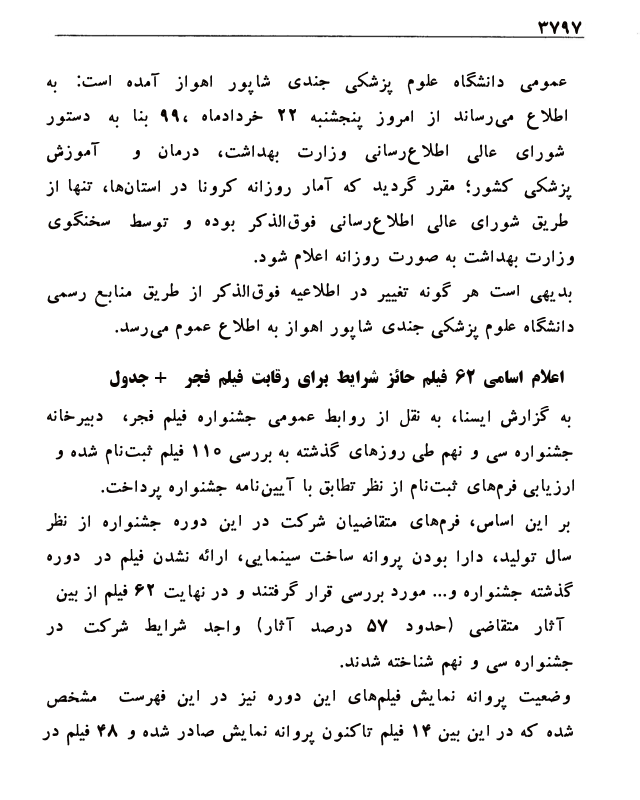 ۳۷۹۷
عمومی دانشگاه علوم پزشکی جندی شاپور اهواز آمده است: به
اطلاع می‌رساند از امروز پنجشنبه ۲۲ خردادماه ،۹۹ بنا به دستور
شورای عالی اطلاع‌رسانی وزارت بهداشت، درمان و آموزش
پزشکی کشور؛ مقرر گردید که آمار روزانه کرونا در استان‌ها، تنها از
طریق شورای عالی اطلاع‌رسانی فوق‌الذکر بوده و توسط سخنگوی
وزارت بهداشت به صورت روزانه اعلام شود.
بدیهی است هر گونه تغییر در اطلاعیه فوق‌الذکر از طریق منابع رسمی
دانشگاه علوم پزشکی جندی شاپور اهواز به اطلاع عموم می‌رسد.
اعلام اسامی ۶۲ فیلم حائز شرایط برای رقابت فیلم فجر + جدول
به گزارش ایسنا، به نقل از روابط عمومی جشنواره فیلم فجر، دبیرخانه
جشنواره سی و نهم طی روزهای گذشته به بررسی ۱۱۰ فیلم ثبت‌نام شده و
ارزیابی فرم‌های ثبت‌نام از نظر تطابق با آیین‌نامه جشنواره پرداخت.
بر این اساس، فرم‌های متقاضیان شرکت در این دوره جشنواره از نظر
سال تولید، دارا بودن پروانه ساخت سینمایی، ارائه نشدن فیلم در دوره
گذشته جشنواره و... مورد بررسی قرار گرفتند و در نهایت ۶۲ فیلم از بین
آثار متقاضی (حدود ۵۷ درصد آثار) واجد شرایط شرکت در
جشنواره سی و نهم شناخته شدند.
وضعیت پروانه نمایش فیلم‌های این دوره نیز در این فهرست مشخص
شده که در این بین ۱۴ فیلم تاکنون پروانه نمایش صادر شده و ۴۸ فیلم در